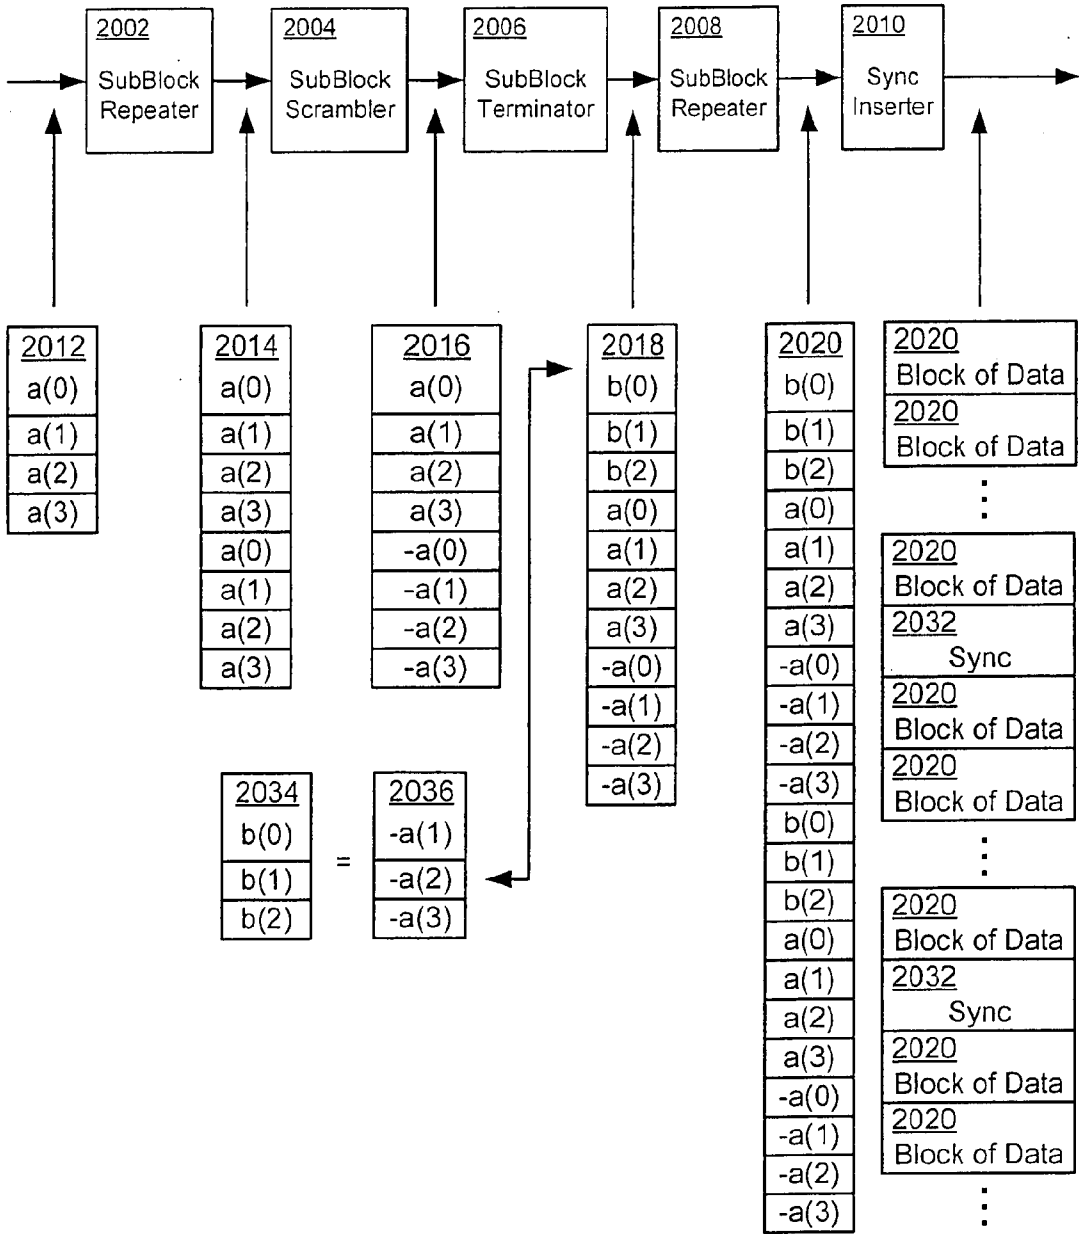 2002
SubBlock
Repeater
2004
SubBlock
Scrambler
2006
SubBlock
Terminator
2008
SubBlock
Repeater
2010
Sync
Inserter
2012
a(0)
a(1)
a(2)
a(3)
2014
a(0)
a(1)
a(2)
a(3)
a(0)
a(1)
a(2)
a(3)
2016
a(0)
a(1)
a(2)
a(3)
-a(0)
-a(1)
-a(2)
-a(3)
2034
b(0)
b(1)
b(2)
=
2036
-a(1)
-a(2)
-a(3)
2018
b(0)
b(1)
b(2)
a(0)
a(1)
a(2)
a(3)
-a(0)
-a(1)
-a(2)
-a(3)
2020
b(0)
b(1)
b(2)
a(0)
a(1)
a(2)
a(3)
-a(0)
-a(1)
-a(2)
-a(3)
b(0)
b(1)
b(2)
a(0)
a(1)
a(2)
a(3)
-a(0)
-a(1)
-a(2)
-a(3)
2020
Block of Data
2020
Block of Data
2020
Block of Data
2032
Sync
2020
Block of Data
2020
Block of Data
2020
Block of Data
2032
Sync
2020
Block of Data
2020
Block of Data